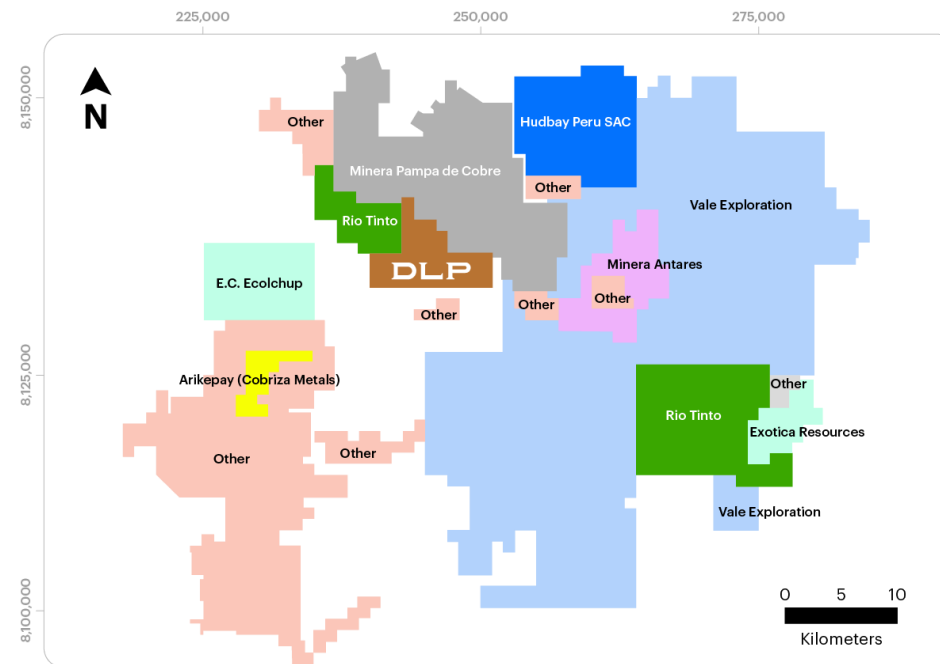 225,000
250,000
275,000
8,150,000
N
Other
Hudbay Peru SAC
Minera Pampa de Cobre
Other
Vale Exploration
Rio Tinto
Minera Antares
DLP
E.C. Ecolchup
Other
Other
Other
8,125,000
Arikepay (Cobriza Metals)
Other
Rio Tinto
Exotica Resources
Other
Other
Vale Exploration
0 5 10
8,100,000
Kilometers